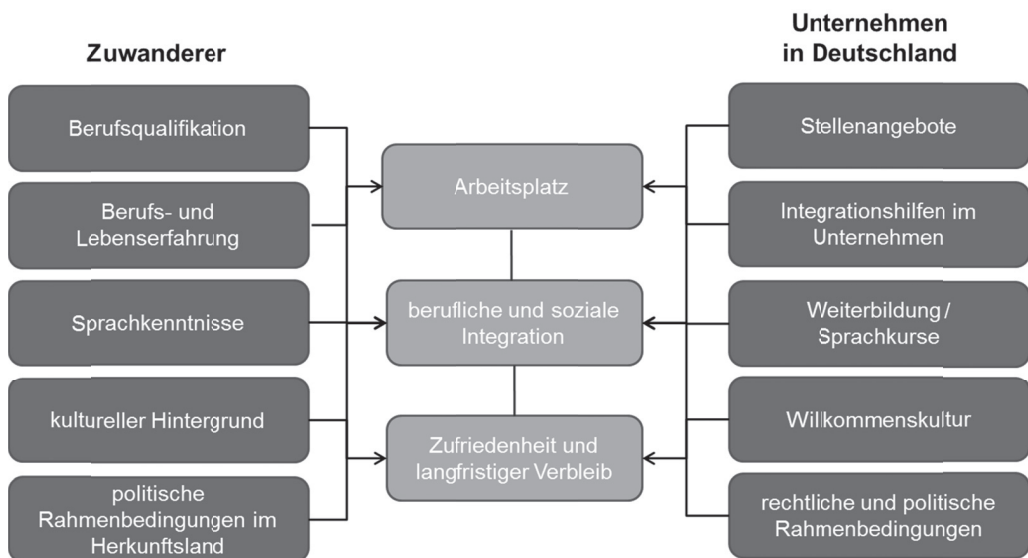 Zuwanderer
Berufsqualifikation
Berufs- und
Lebenserfahrung
Sprachkenntnisse
kultureller Hintergrund
politische
Rahmenbedingungen im
Herkunftsland
Arbeitsplatz
berufliche und soziale
Integration
Zufriedenheit und
langfristiger Verbleib
Unternehmen
in Deutschland
Stellenangebote
Integrationshilfen im
Unternehmen
Weiterbildung/
Sprachkurse
Willkommenskultur
rechtliche und politische
Rahmenbedingungen